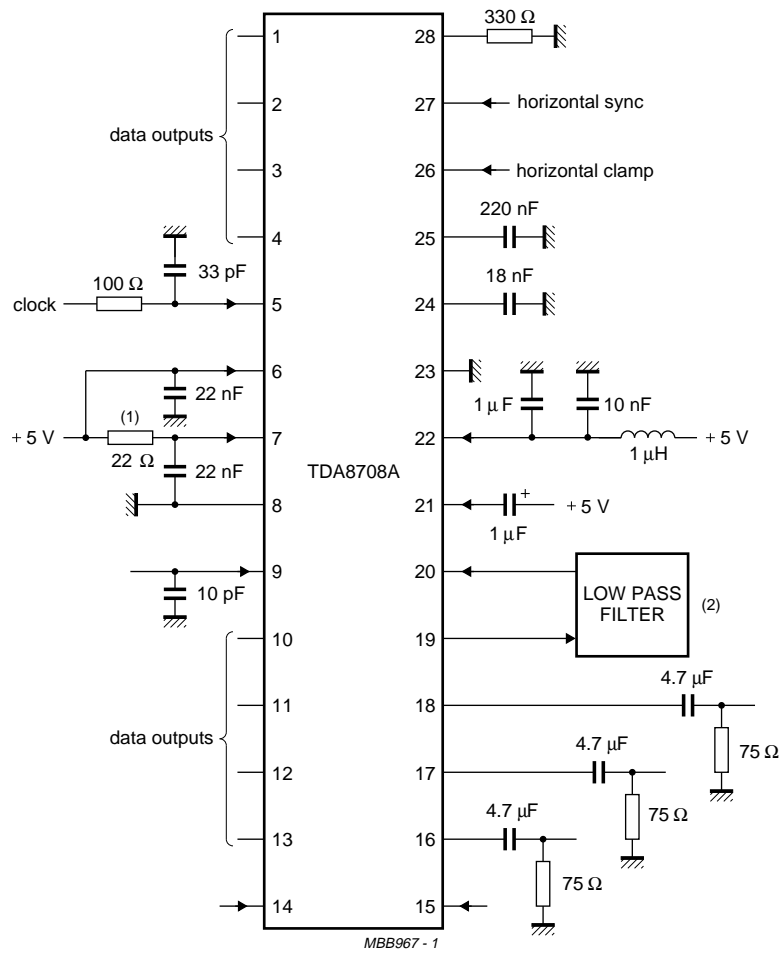 330 Ω
1
28
2
27
horizontal sync
data outputs
3
26
horizontal clamp
220 nF
4
25
33 pF
18 nF
100 Ω
clock
5
24
6
23
22 nF
1 μF
10 nF
(1)
+ 5 V
7
22
+ 5 V
22 Ω
1 μH
22 nF
TDA8708A
8
21
+
+ 5 V
1 μF
9
20
10 pF
LOW PASS
FILTER
(2)
10
19
4.7 μF
11
18
data outputs
4.7 μF
75 Ω
12
17
4.7 μF
75 Ω
13
16
75 Ω
14
15
MBB967 - 1